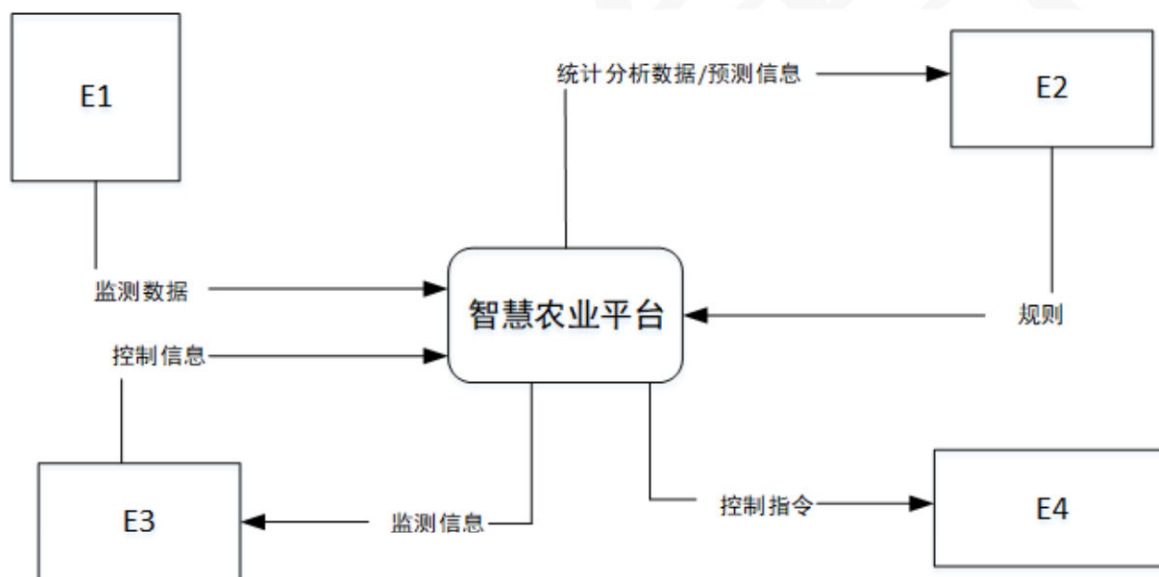 E1
统计分析数据/预测信息
E2
监测数据
智慧农业平台
规则
控制信息
E3
监测信息
控制指令
E4